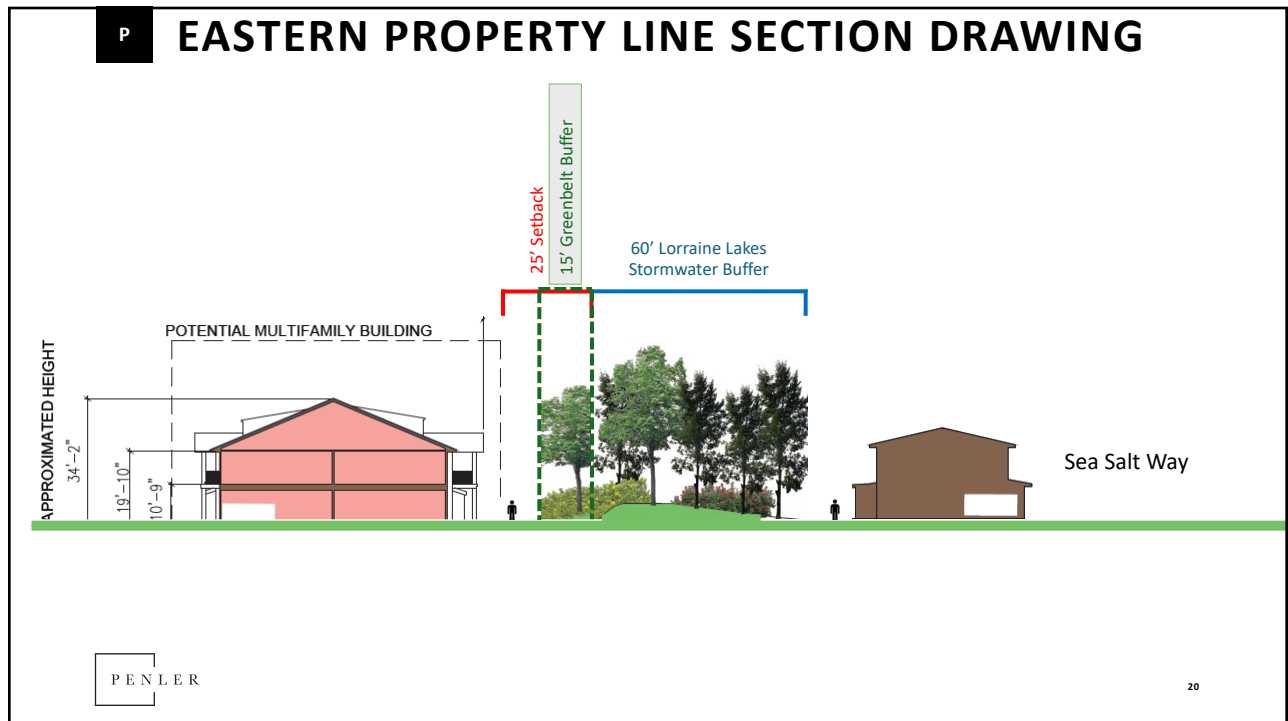 P
EASTERN PROPERTY LINE SECTION DRAWING
25’ Setback
15’ Greenbelt Buffer
60’ Lorraine Lakes
Stormwater Buffer
POTENTIAL MULTIFAMILY BUILDING
APPROXIMATED HEIGHT
34’-2”
19’-10”
10’-9”
Sea Salt Way
PENLER
20